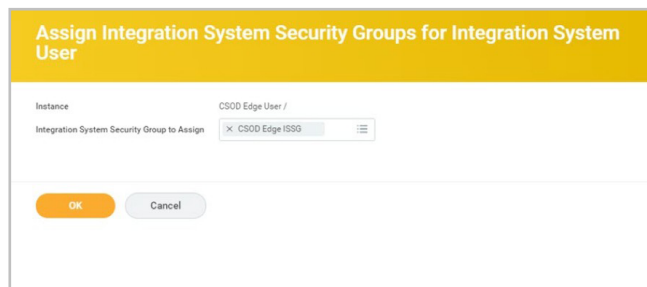 Assign Integration System Security Groups for Integration System
User
Instance CSOD Edge User /
Integration System Security Group to Assign × CSOD Edge ISSG
OK Cancel